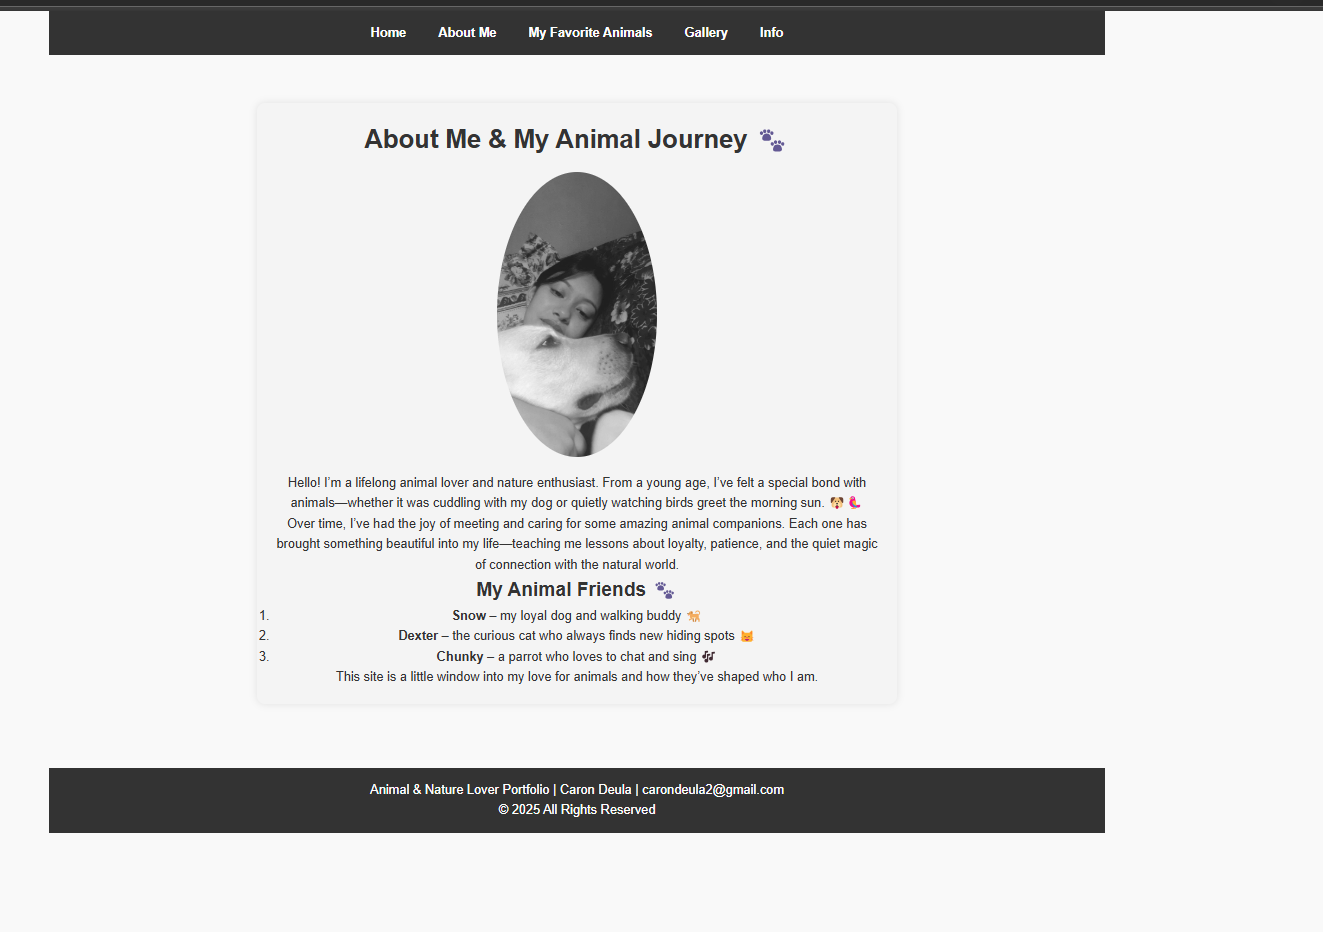 Home About Me My Favorite Animals Gallery Info
About Me & My Animal Journey 🐾
Hello! I’m a lifelong animal lover and nature enthusiast. From a young age, I’ve felt a special bond with
animals—whether it was cuddling with my dog or quietly watching birds greet the morning sun. 🐶🦜
Over time, I’ve had the joy of meeting and caring for some amazing animal companions. Each one has
brought something beautiful into my life—teaching me lessons about loyalty, patience, and the quiet magic
of connection with the natural world.
My Animal Friends 🐾
1. Snow – my loyal dog and walking buddy 🐕
2. Dexter – the curious cat who always finds new hiding spots 🐱
3. Chunky – a parrot who loves to chat and sing 🎶
This site is a little window into my love for animals and how they’ve shaped who I am.
Animal & Nature Lover Portfolio | Caron Deula | carondeula2@gmail.com
© 2025 All Rights Reserved